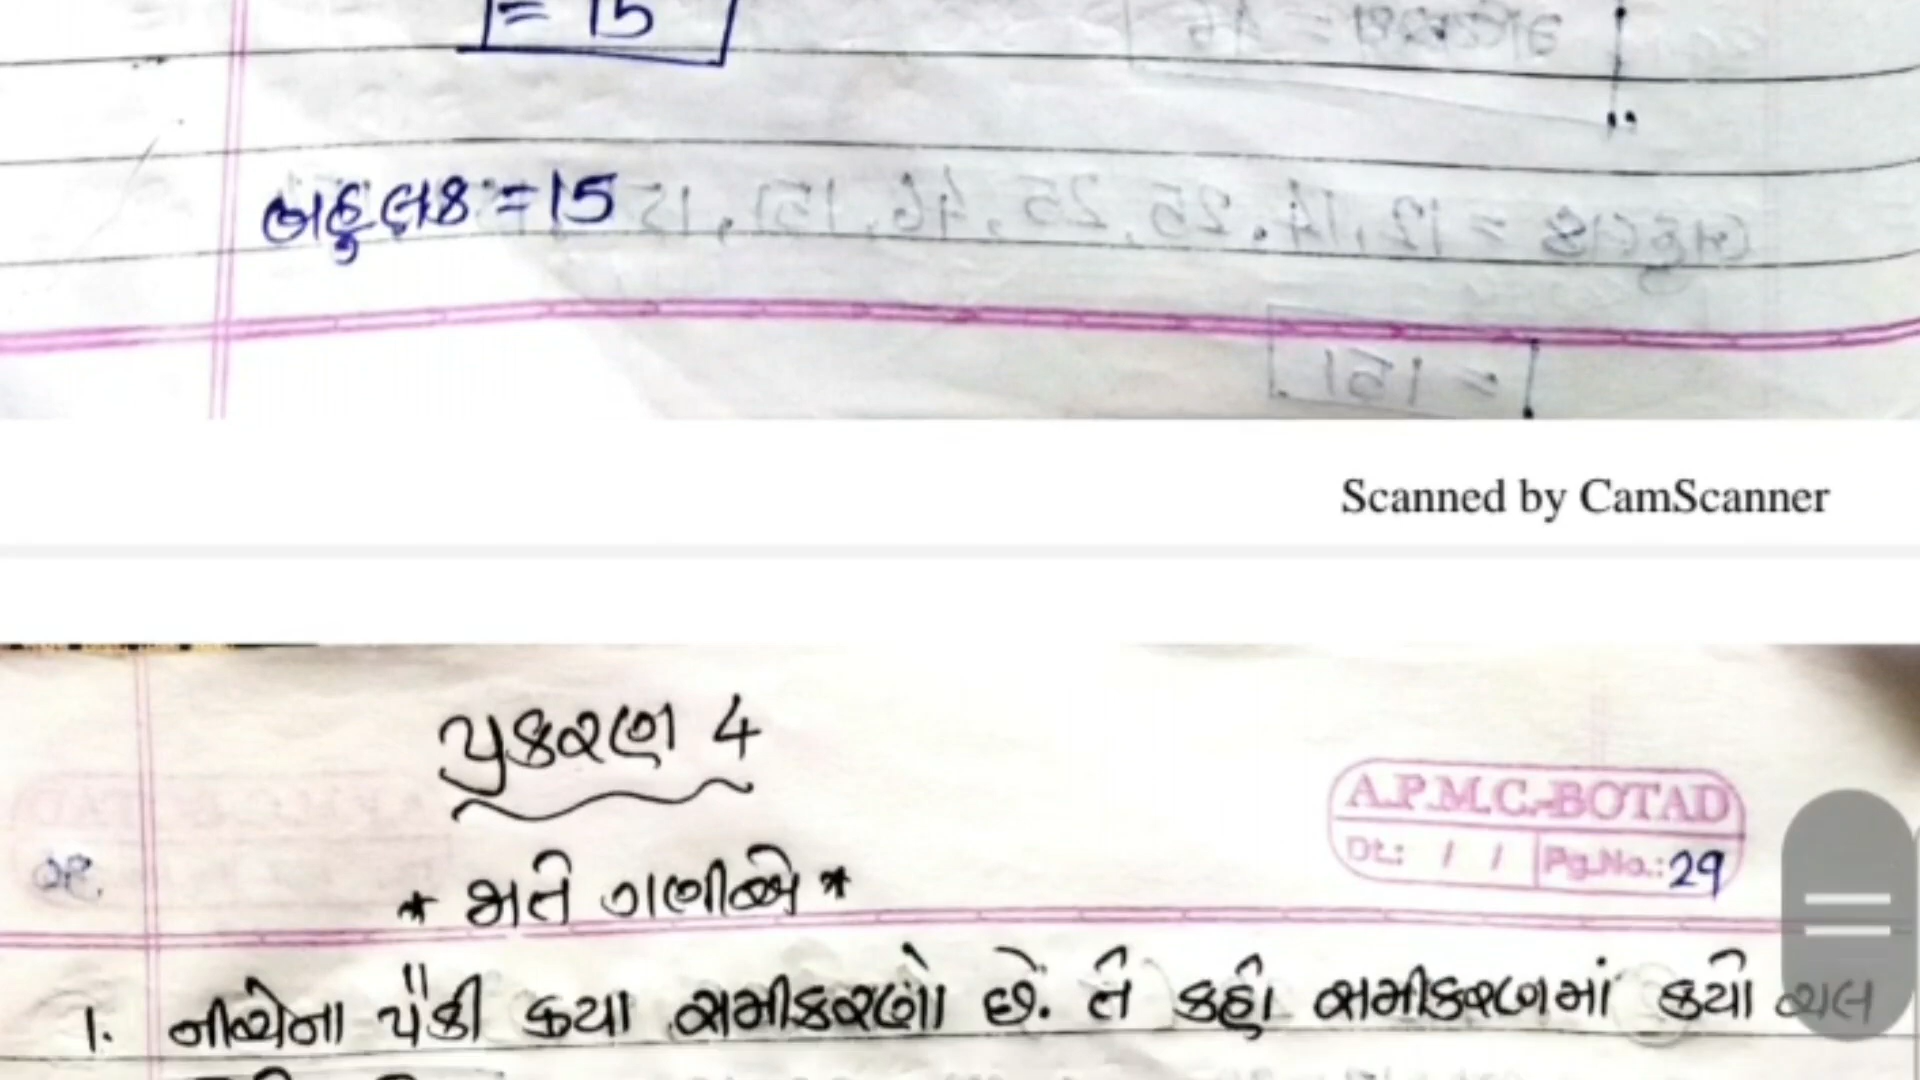 = 15
બહુલક = 15
Scanned by CamScanner
પ્રકરણ 4
A.P.M.C.-BOTAD
Dt.: / / Pg.No.: 29
* જાતે ગણીએ *
1. નીચેના પૈકી કયા સમીકરણો છે. તે કહો સમીકરણમાં કયો ચલ